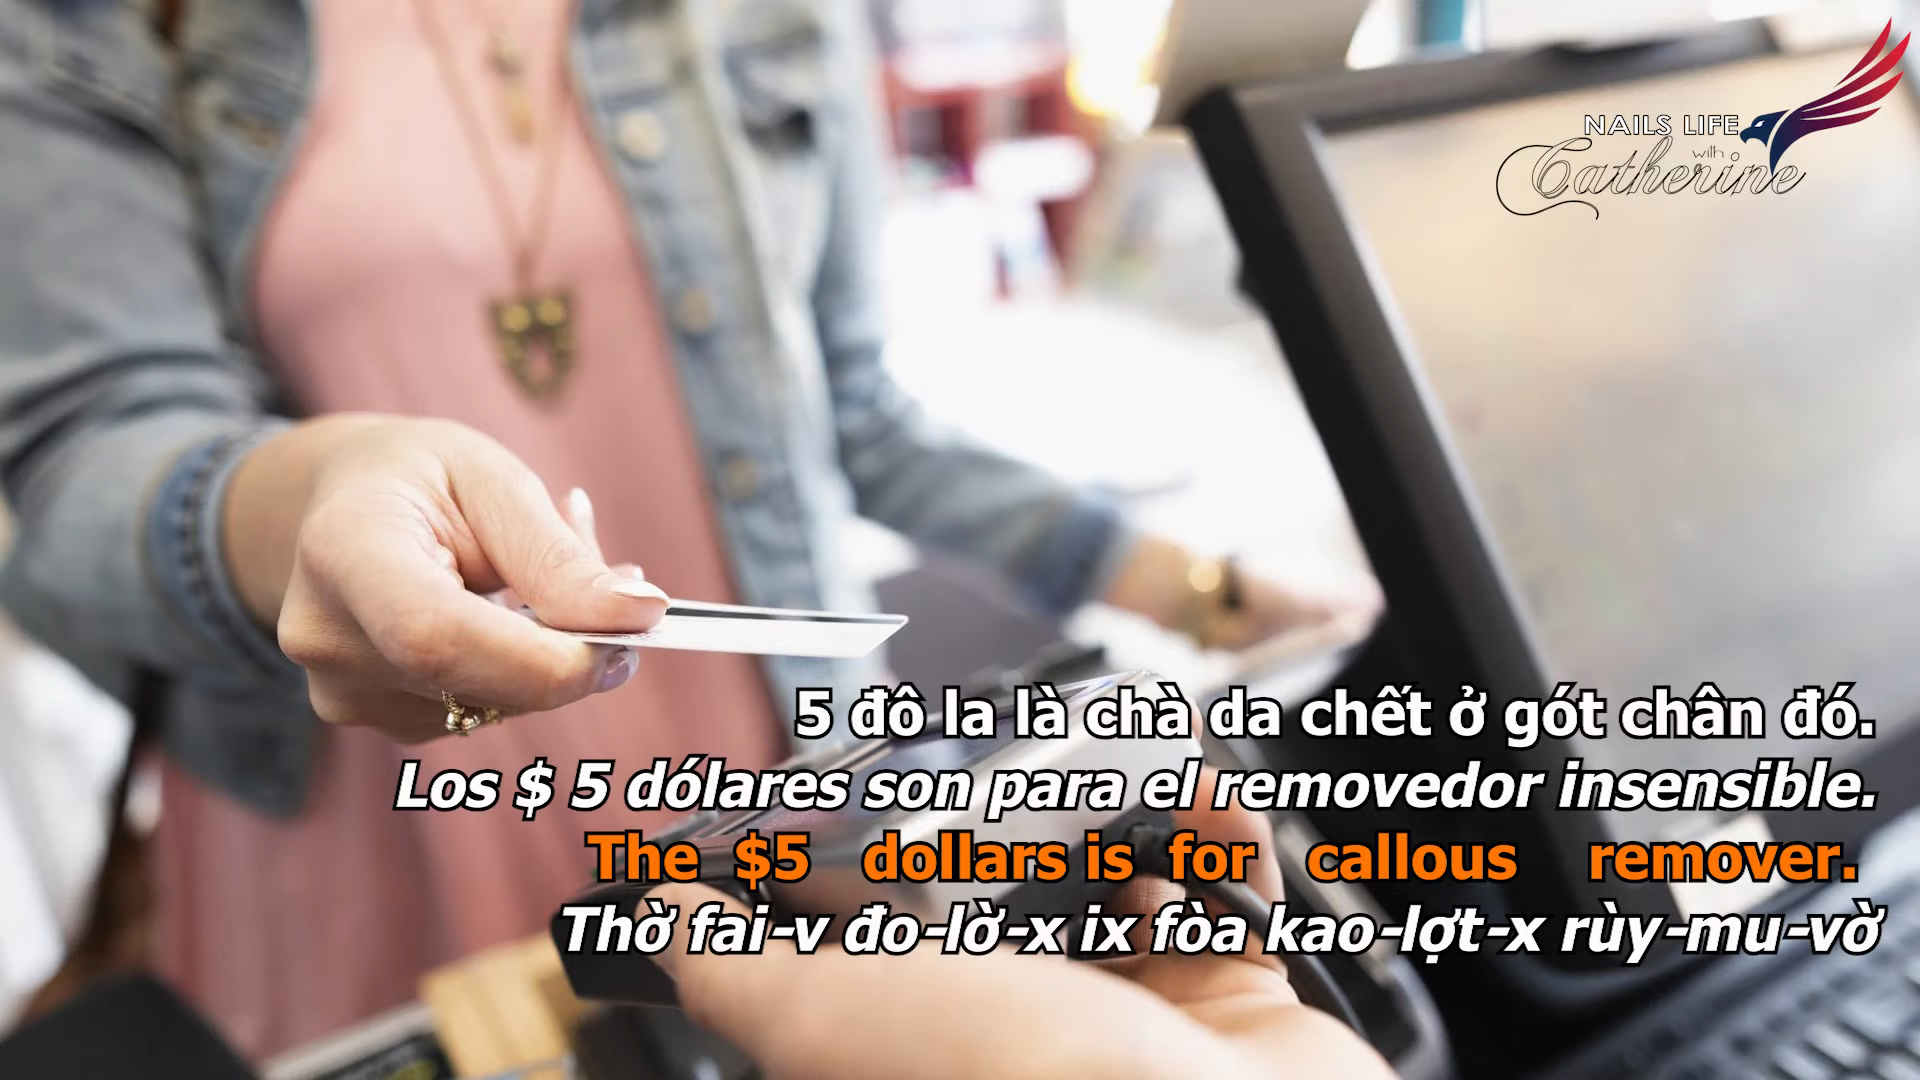 NAILS LIFE
with
Catherine
5 đô la là chà da chết ở gót chân đó.
Los $ 5 dólares son para el removedor insensible.
The $5 dollars is for callous remover.
Thờ fai-v đo-lờ-x ix fòa kao-lợt-x rùy-mu-vờ